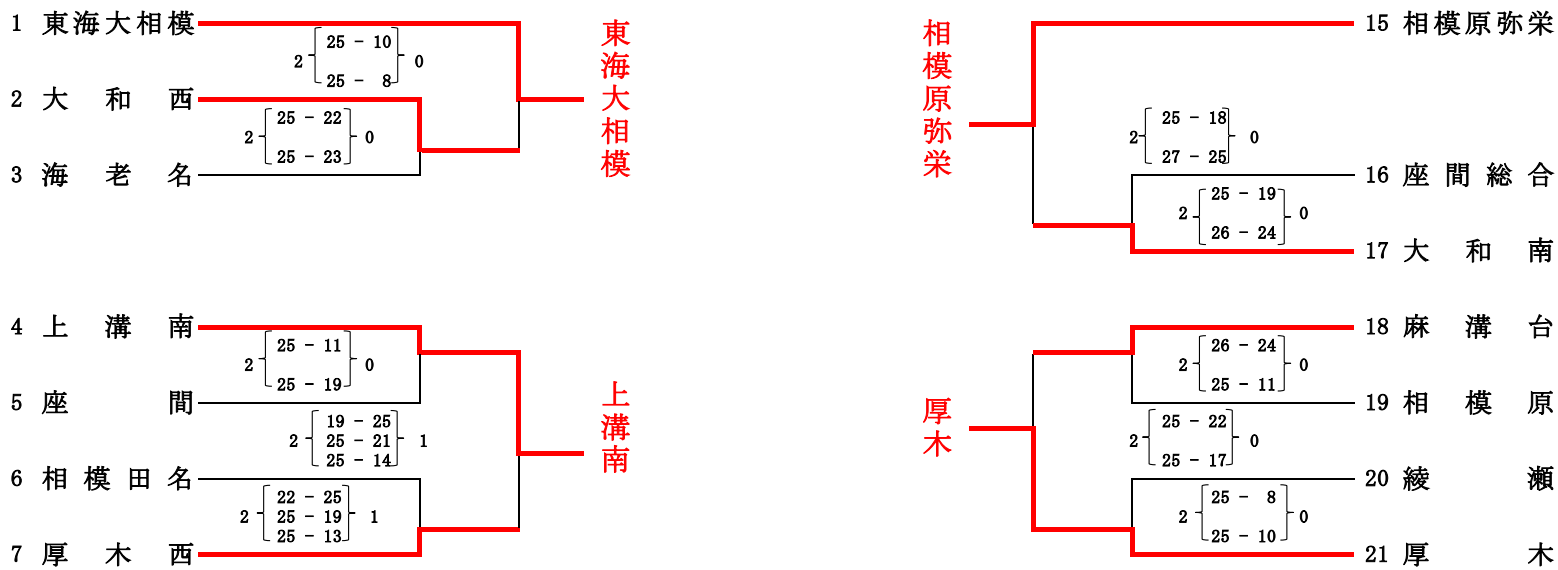 1 東海大相模
2 25 - 10 0
25 - 8
2 大和西
2 25 - 22 0
25 - 23
3 海老名
東海大相模
4 上溝南
2 25 - 11 0
25 - 19
5 座間
19 - 25
2 25 - 21 1
25 - 14
6 相模田名
22 - 25
2 25 - 19 1
25 - 13
7 厚木西
上溝南
相模原弥栄
15 相模原弥栄
2 25 - 18 0
27 - 25
16 座間総合
2 25 - 19 0
26 - 24
17 大和南
厚木
18 麻溝台
2 26 - 24 0
25 - 11
19 相模原
2 25 - 22 0
25 - 17
20 綾瀬
2 25 - 8 0
25 - 10
21 厚木